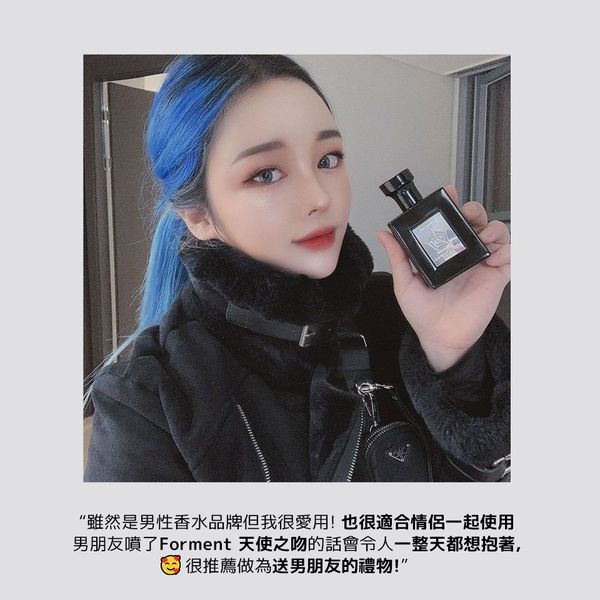 “雖然是男性香水品牌但我很愛用! 也很適合情侶一起使用
男朋友噴了Forment 天使之吻的話會令人一整天都想抱著,
🥰 很推薦做為送男朋友的禮物!”